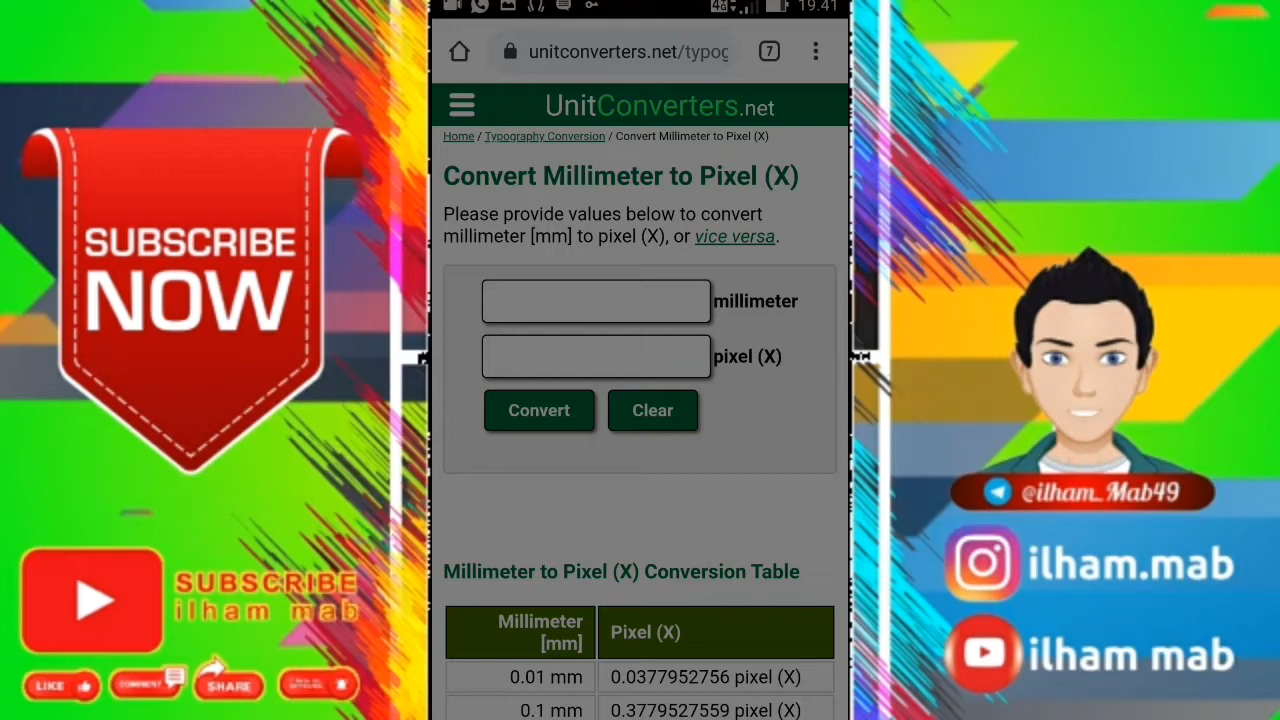 19.41
unitconverters.net/typog
7
UnitConverters.net
Home / Typography Conversion / Convert Millimeter to Pixel (X)
Convert Millimeter to Pixel (X)
Please provide values below to convert
millimeter [mm] to pixel (X), or vice versa.
millimeter
pixel (X)
Convert Clear
Millimeter to Pixel (X) Conversion Table
Millimeter
[mm]
Pixel (X)
0.01 mm 0.0377952756 pixel (X)
0.1 mm 0.3779527559 pixel (X)
SUBSCRIBE
NOW
SUBSCRIBE
ilham mab
LIKE
COMMENT
SHARE
@ilham_Mab49
ilham.mab
ilham mab